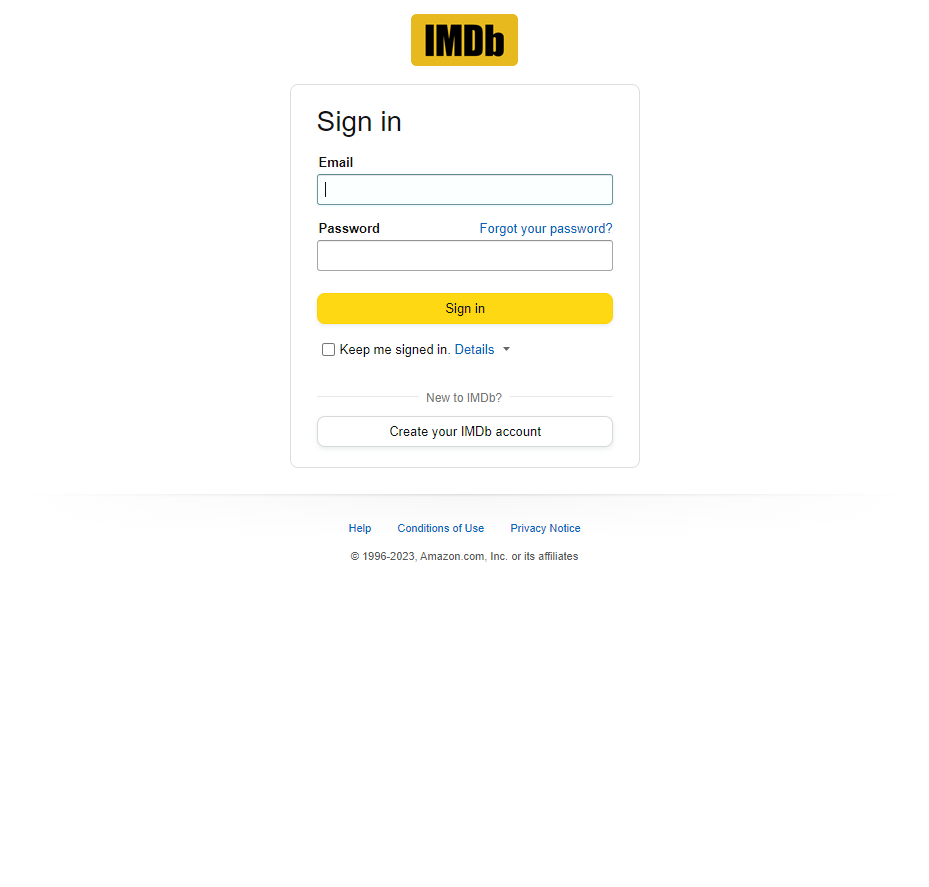 IMDb
Sign in
Email
Password Forgot your password?
Sign in
Keep me signed in. Details
New to IMDb?
Create your IMDb account
Help Conditions of Use Privacy Notice
© 1996-2023, Amazon.com, Inc. or its affiliates